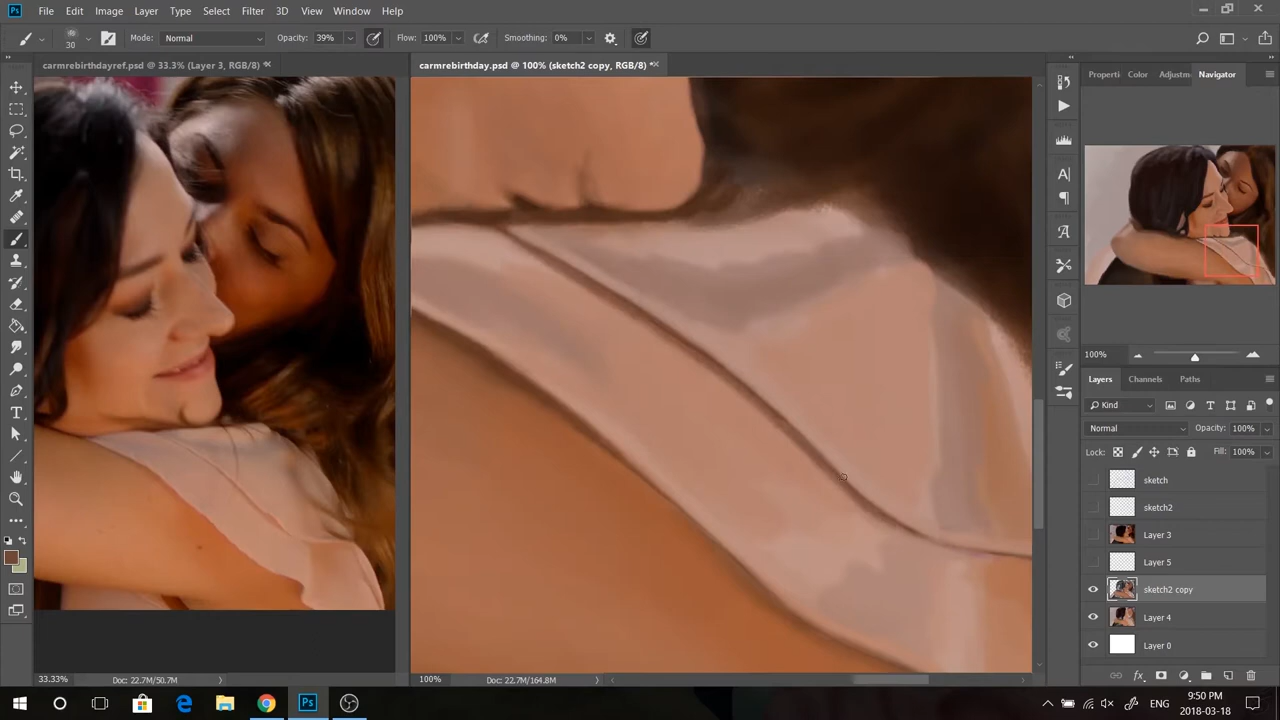 Ps File Edit Image Layer Type Select Filter 3D View Window Help
30 Mode: Normal Opacity: 39% Flow: 100% Smoothing: 0%
carmrebirthdayref.psd @ 33.3% (Layer 3, RGB/8) * ×
carmrebirthday.psd @ 100% (sketch2 copy, RGB/8) * ×
Properti Color Adjustm Navigator
100%
Layers Channels Paths
Kind
Normal Opacity: 100%
Lock: Fill: 100%
sketch
sketch2
Layer 3
Layer 5
sketch2 copy
Layer 4
Layer 0
33.33% Doc: 22.7M/50.7M
100% Doc: 22.7M/164.8M
fx
Ps
ENG
9:50 PM
2018-03-18